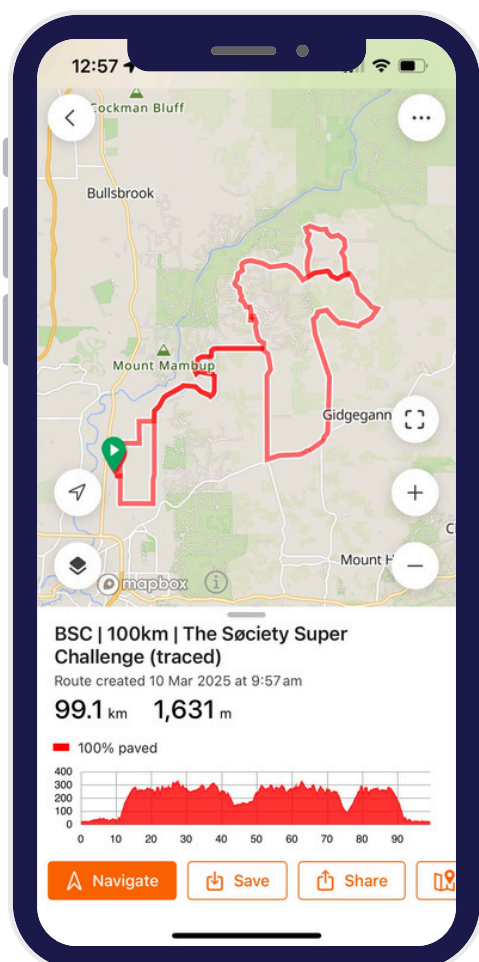 12:57
Cockman Bluff
Bullsbrook
Mount Mambup
Gidgegann
Mount H
mapbox
BSC | 100km | The Søciety Super
Challenge (traced)
Route created 10 Mar 2025 at 9:57 am
99.1 km 1,631 m
100% paved
400
300
200
100
0
0 10 20 30 40 50 60 70 80 90
Navigate Save Share